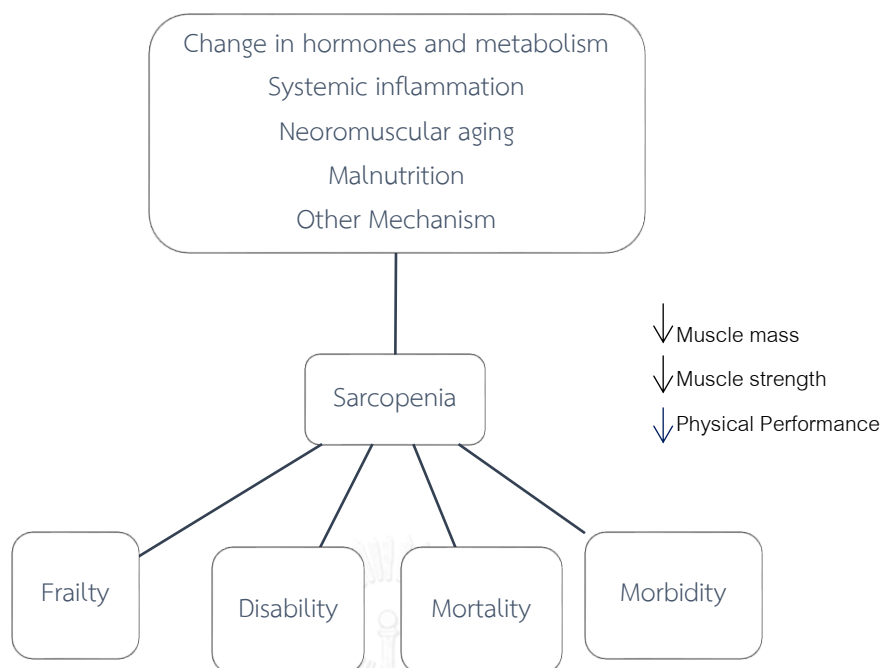 Change in hormones and metabolism
Systemic inflammation
Neoromuscular aging
Malnutrition
Other Mechanism
Sarcopenia
Muscle mass
Muscle strength
Physical Performance
Frailty
Disability
Mortality
Morbidity